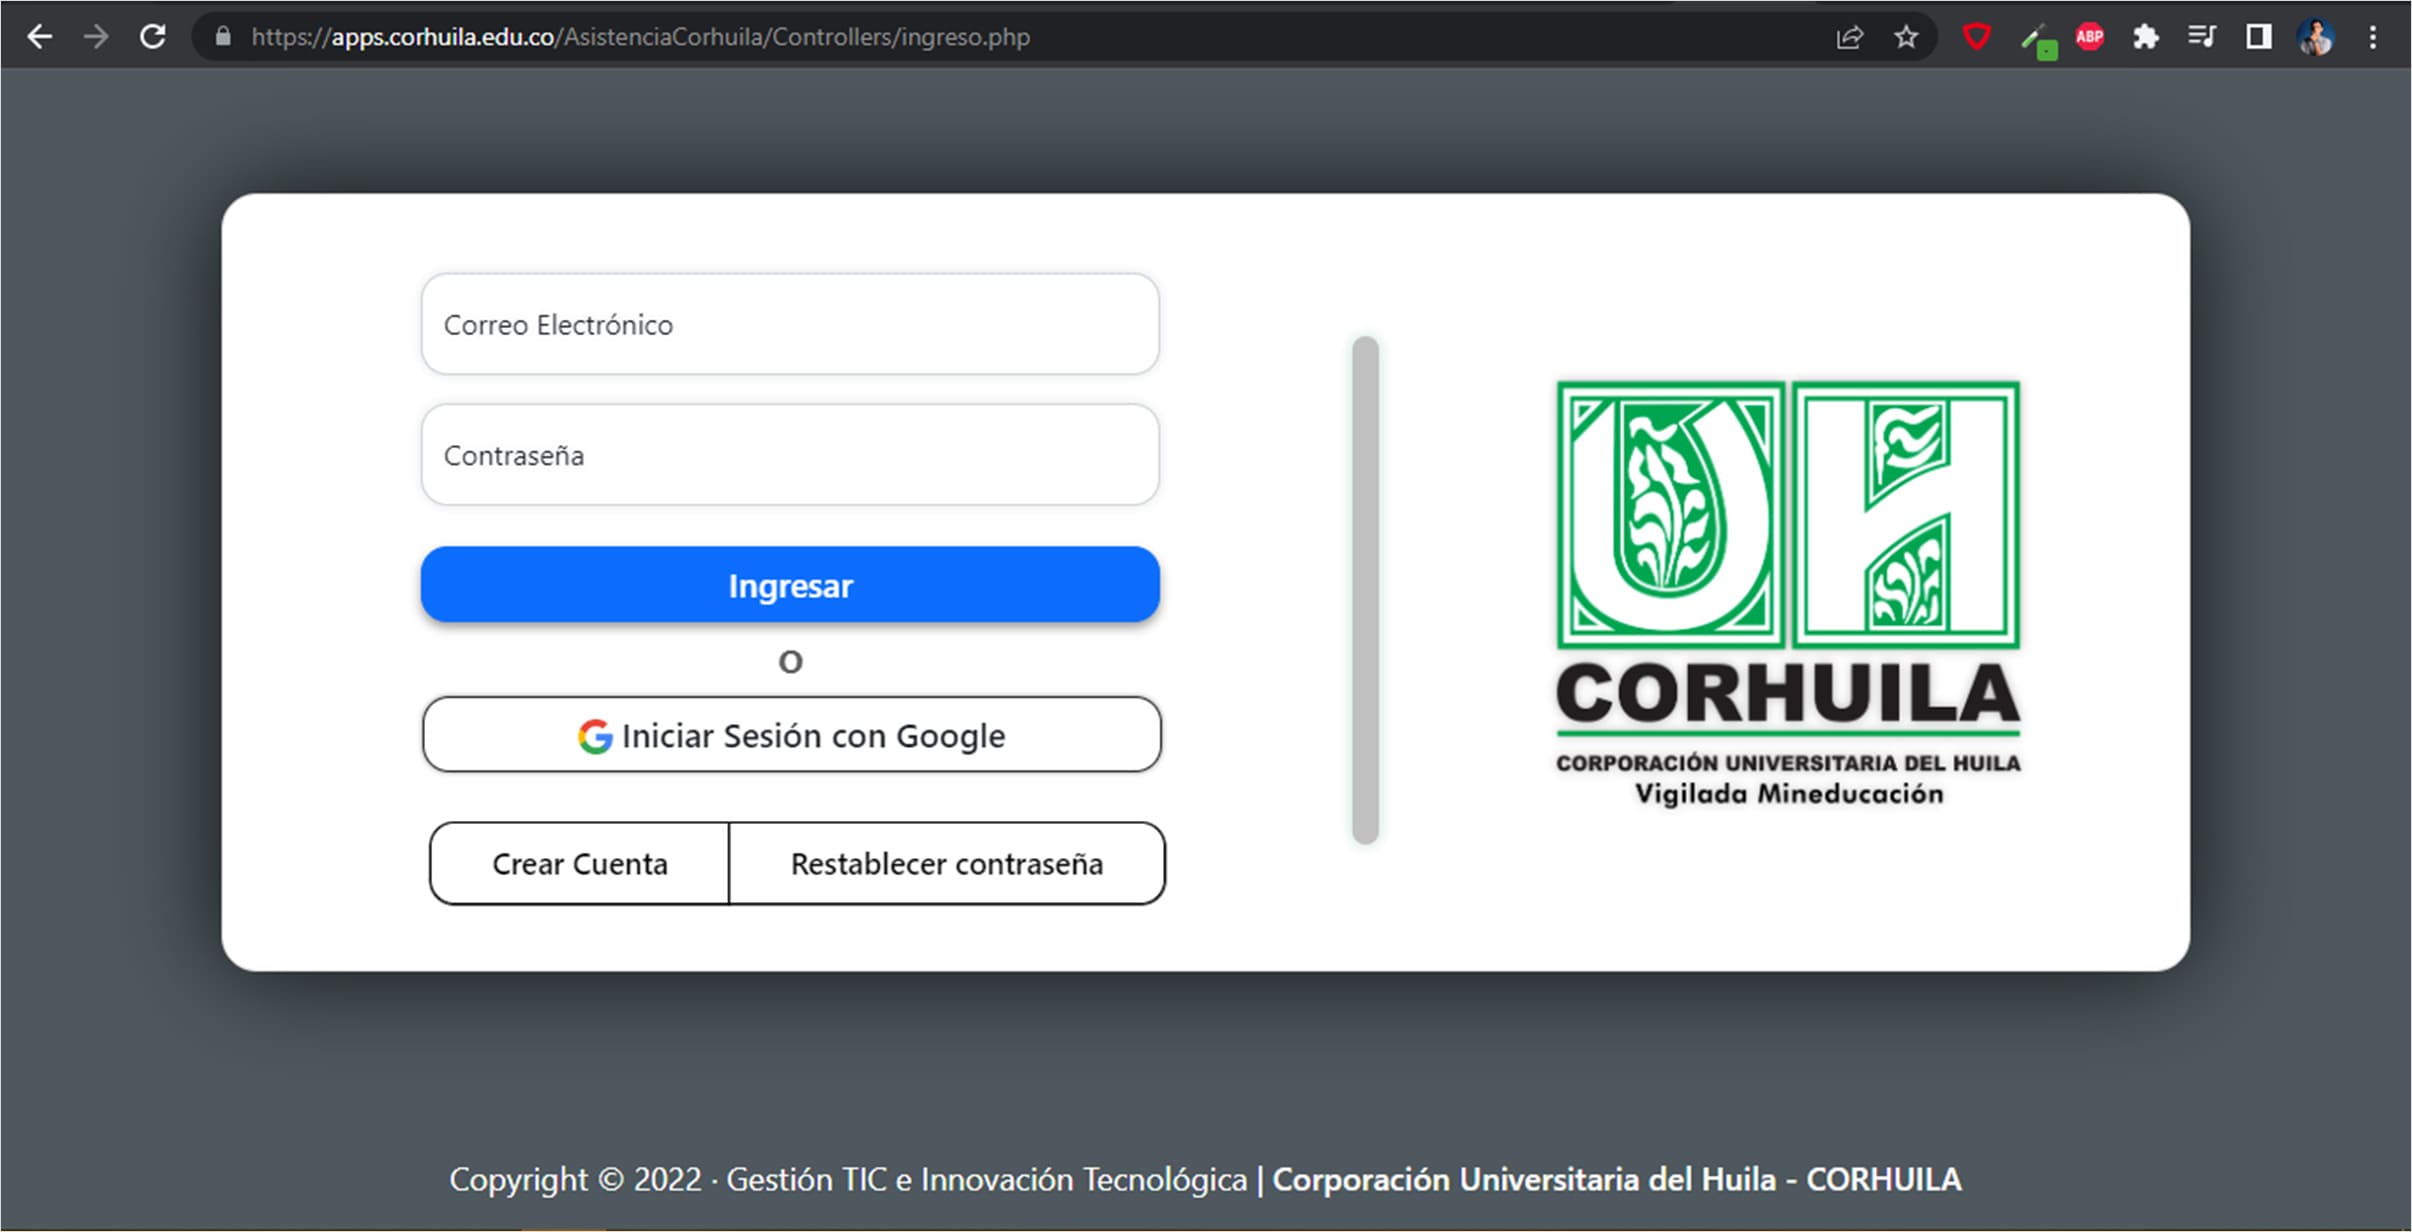 https://apps.corhuila.edu.co/AsistenciaCorhuila/Controllers/ingreso.php
ABP
Correo Electrónico
Contraseña
Ingresar
O
Iniciar Sesión con Google
Crear Cuenta
Restablecer contraseña
UH
CORHUILA
CORPORACIÓN UNIVERSITARIA DEL HUILA
Vigilada Mineducación
Copyright © 2022 · Gestión TIC e Innovación Tecnológica | Corporación Universitaria del Huila - CORHUILA